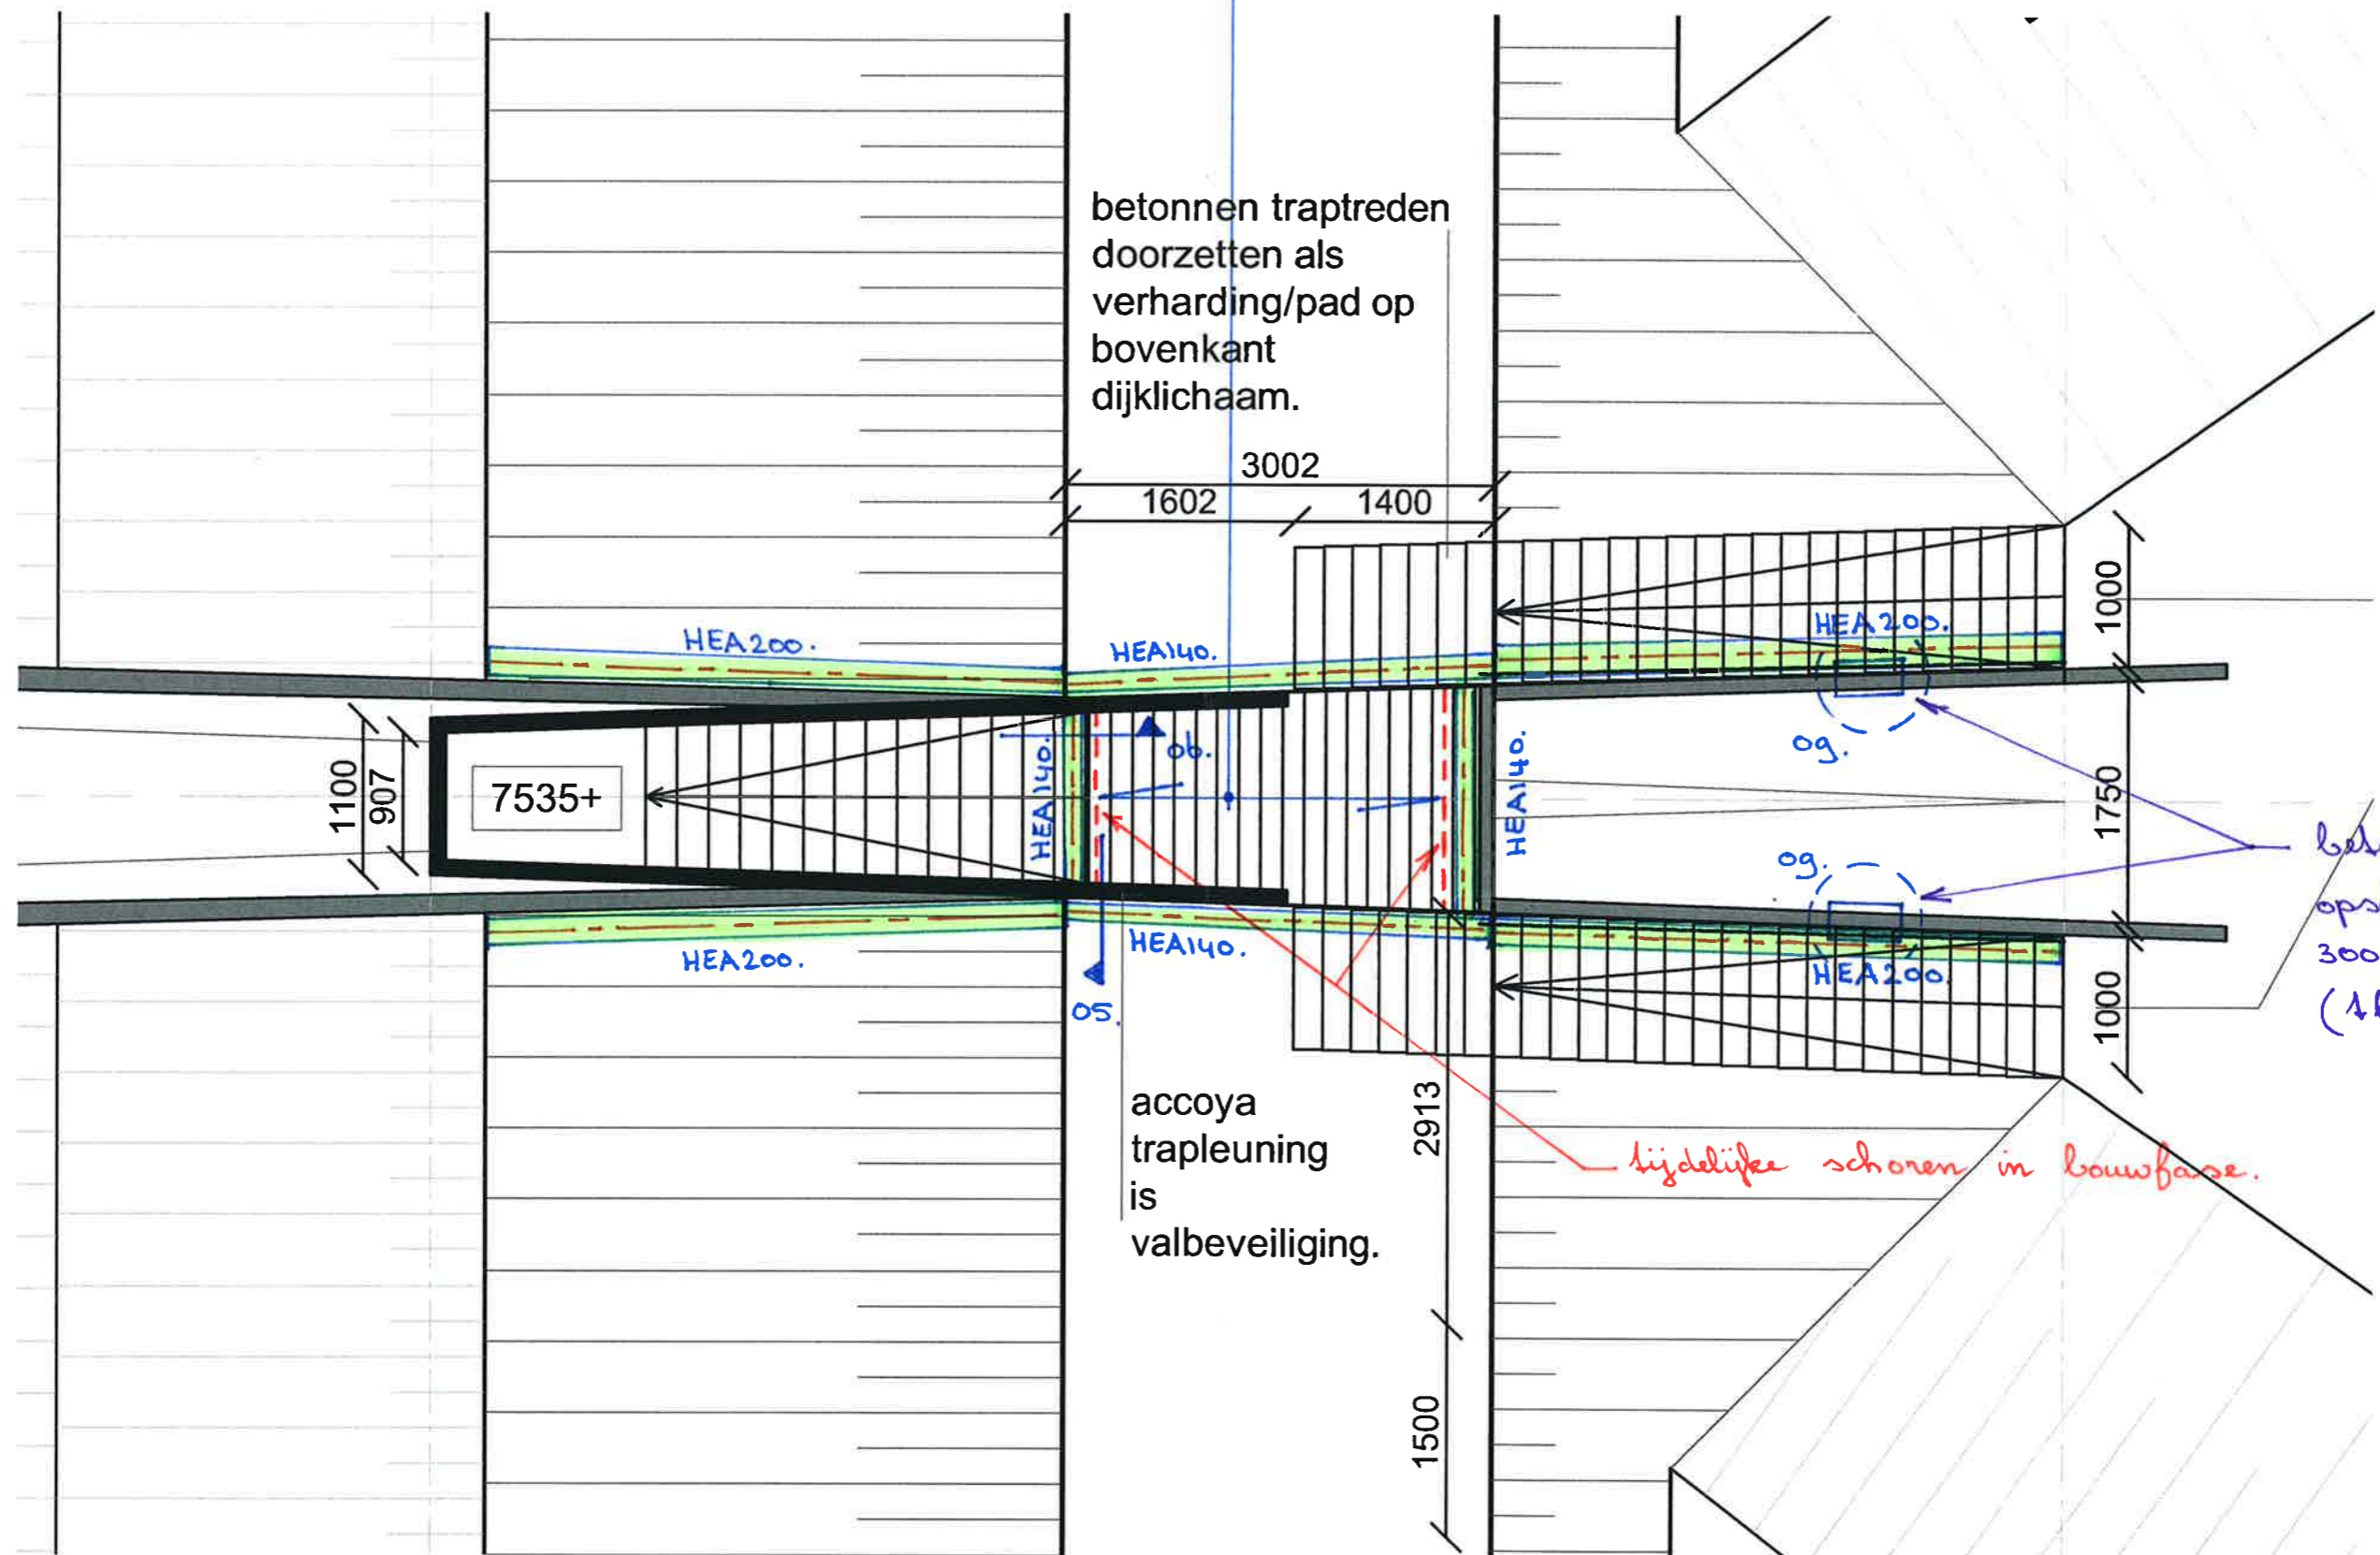 betonnen traptreden
doorzetten als
verharding/pad op
bovenkant
dijklichaam.
3002
1602
1400
1000
HEA200.
HEA140.
HEA200.
og.
ob.
HEA140.
HEA140.
1100
907
7535+
1750
og.
HEA200.
HEA140.
HEA200.
05.
1000
300
accoya
trapleuning
is
valbeveiliging.
2913
tijdelijke schoren in bouwfase.
1500